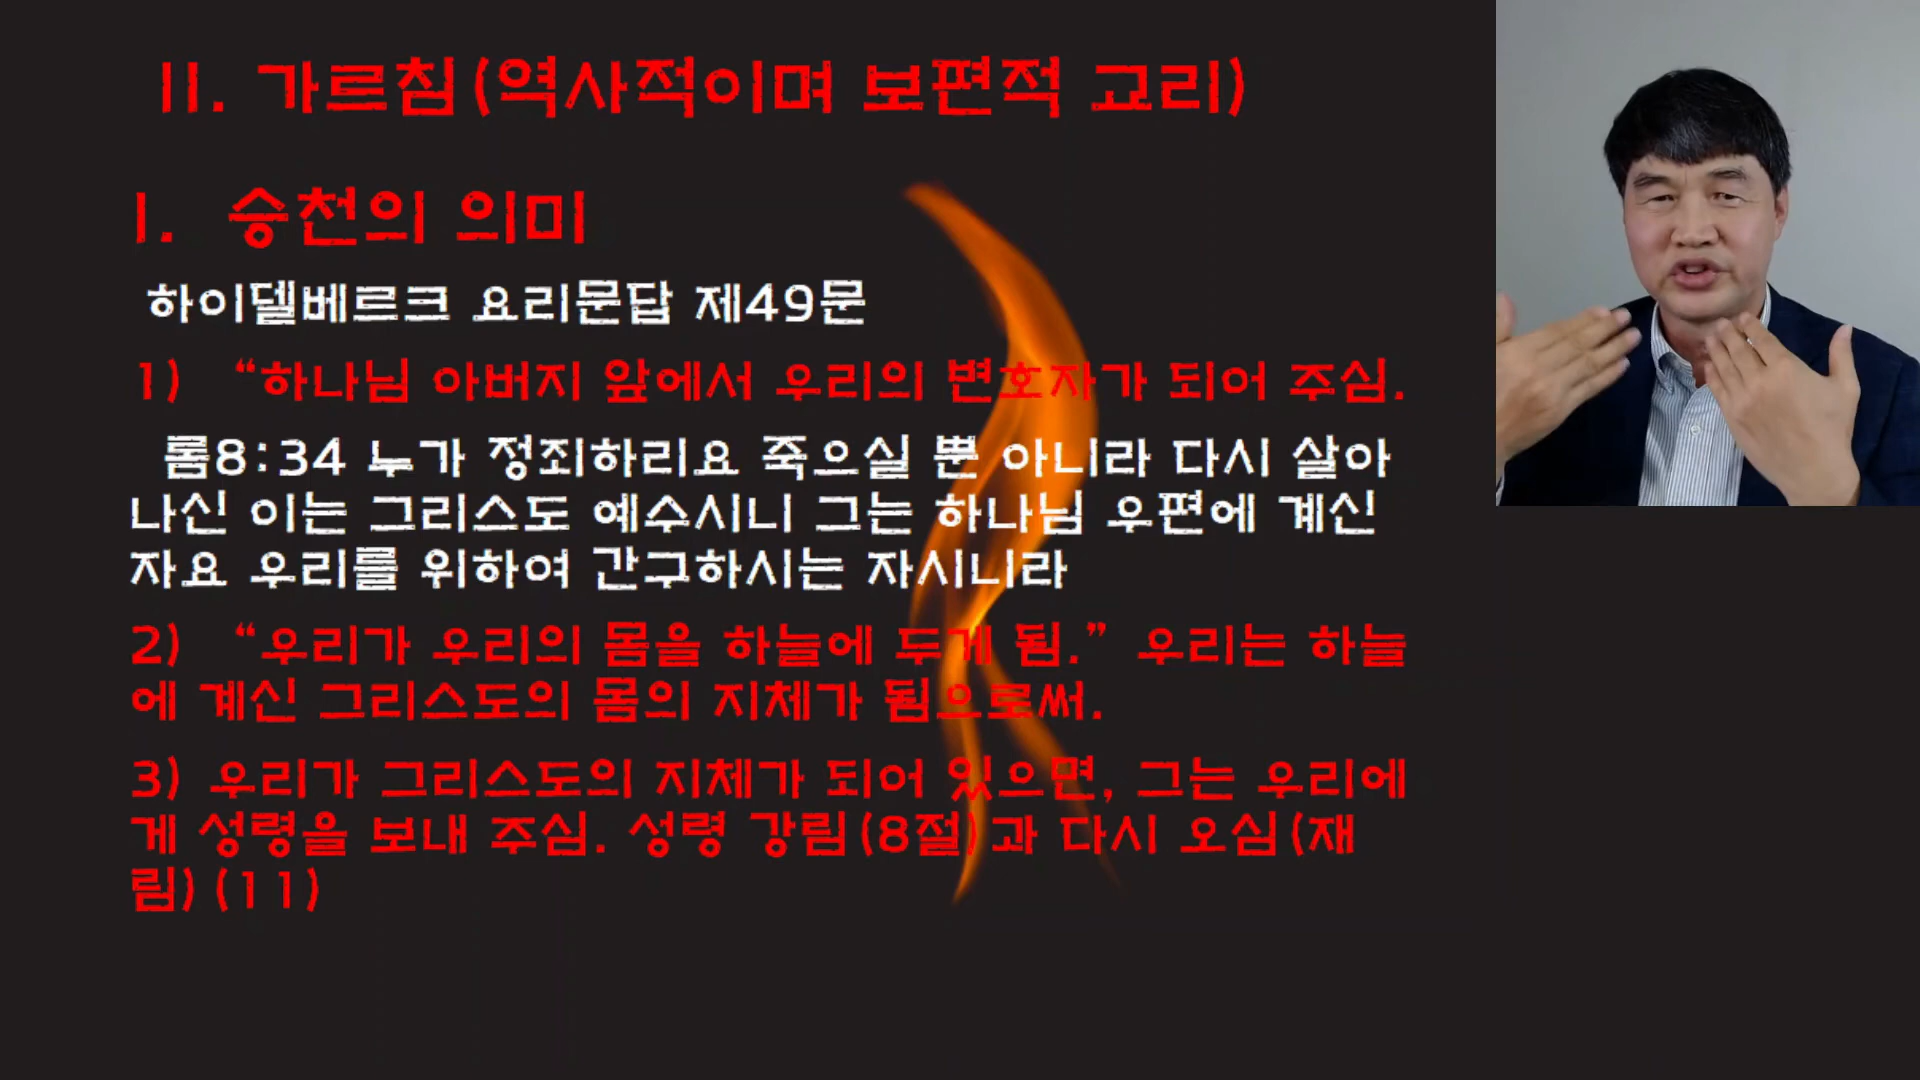 II. 가르침(역사적이며 보편적 교리)
I. 승천의 의미
하이델베르크 요리문답 제49문
1) “하나님 아버지 앞에서 우리의 변호자가 되어 주심.
롬8:34 누가 정죄하리요 죽으실 뿐 아니라 다시 살아
나신 이는 그리스도 예수시니 그는 하나님 우편에 계신
자요 우리를 위하여 간구하시는 자시니라
2) “우리가 우리의 몸을 하늘에 두게 됨.” 우리는 하늘
에 계신 그리스도의 몸의 지체가 됨으로써.
3) 우리가 그리스도의 지체가 되어 있으면, 그는 우리에
게 성령을 보내 주심. 성령 강림(8절)과 다시 오심(재
림)(11)